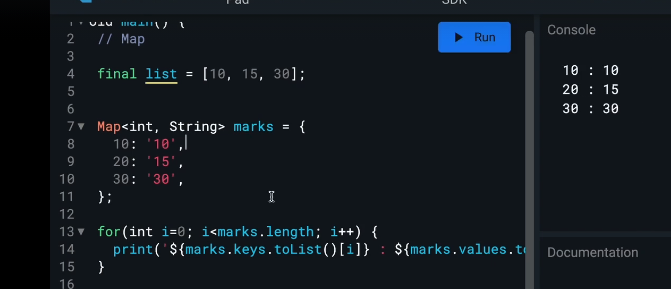 Pad SDK
1 void main() {
2 // Map
3
4 final list = [10, 15, 30];
5
6
7 Map<int, String> marks = {
8 10: '10',
9 20: '15',
10 30: '30',
11 };
12
13 for(int i=0; i<marks.length; i++) {
14 print('${marks.keys.toList()[i]} : ${marks.values.to
15 }
16
Run
Console
10 : 10
20 : 15
30 : 30
Documentation